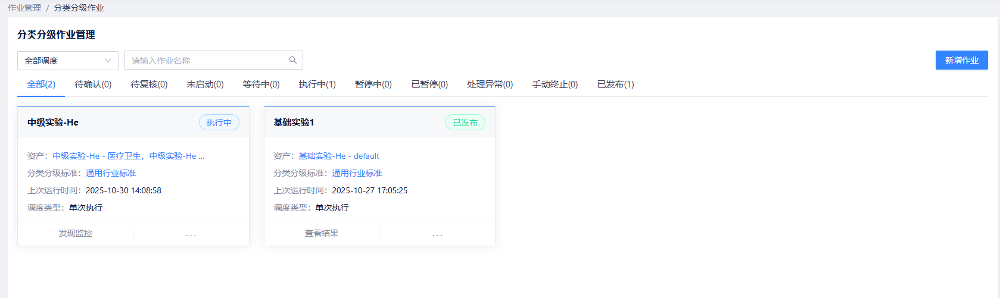 作业管理 / 分类分级作业
分类分级作业管理
全部调度 请输入作业名称 新增作业
全部(2) 待确认(0) 待复核(0) 未启动(0) 等待中(0) 执行中(1) 暂停中(0) 已暂停(0) 处理异常(0) 手动终止(0) 已发布(1)
中级实验-He 执行中
资产：中级实验-He - 医疗卫生，中级实验-He ...
分类分级标准：通用行业标准
上次运行时间：2025-10-30 14:08:58
调度类型：单次执行
发现监控 ...
基础实验1 已发布
资产：基础实验-He - default
分类分级标准：通用行业标准
上次运行时间：2025-10-27 17:05:25
调度类型：单次执行
查看结果 ...